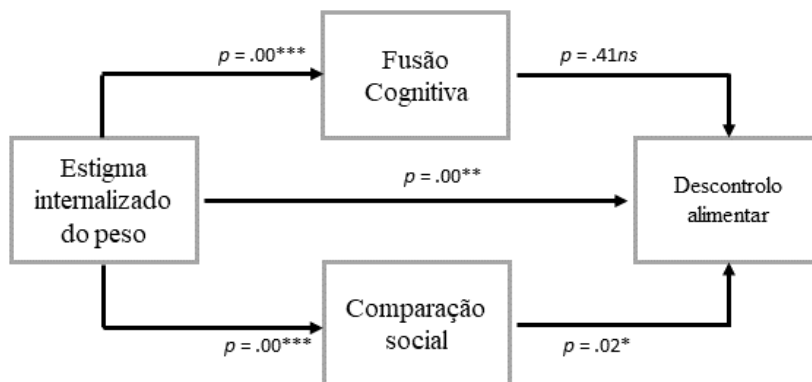 p = .00***
Fusão
Cognitiva
p = .41ns
Estigma
internalizado
do peso
p = .00**
Descontrolo
alimentar
p = .00***
Comparação
social
p = .02*